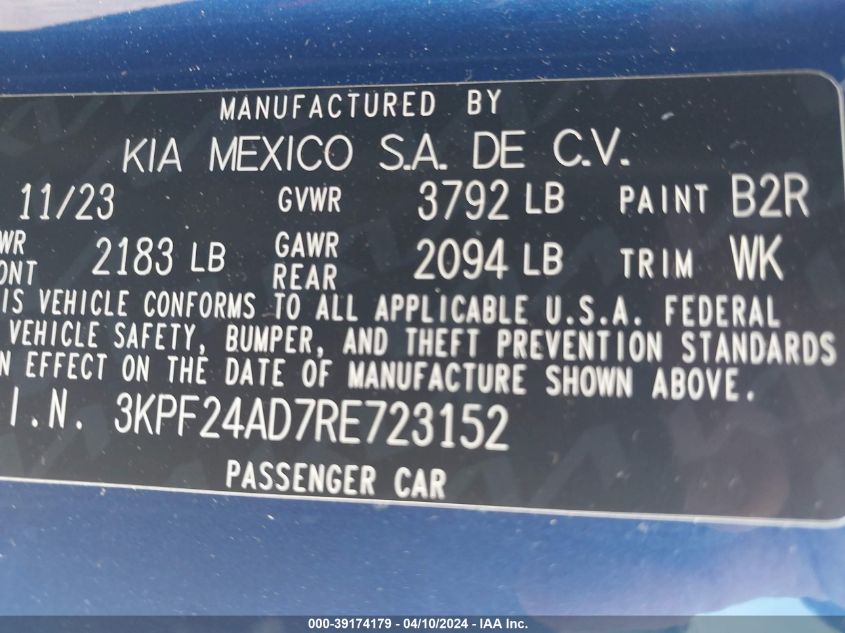 MANUFACTURED BY
KIA MEXICO S.A. DE C.V.
11/23 GVWR 3792 LB PAINT B2R
WR
ONT 2183 LB GAWR
REAR 2094 LB TRIM WK
IS VEHICLE CONFORMS TO ALL APPLICABLE U.S.A. FEDERAL
VEHICLE SAFETY, BUMPER, AND THEFT PREVENTION STANDARDS
N EFFECT ON THE DATE OF MANUFACTURE SHOWN ABOVE.
I.N. 3KPF24AD7RE723152
PASSENGER CAR
000-39174179 - 04/10/2024 - IAA Inc.